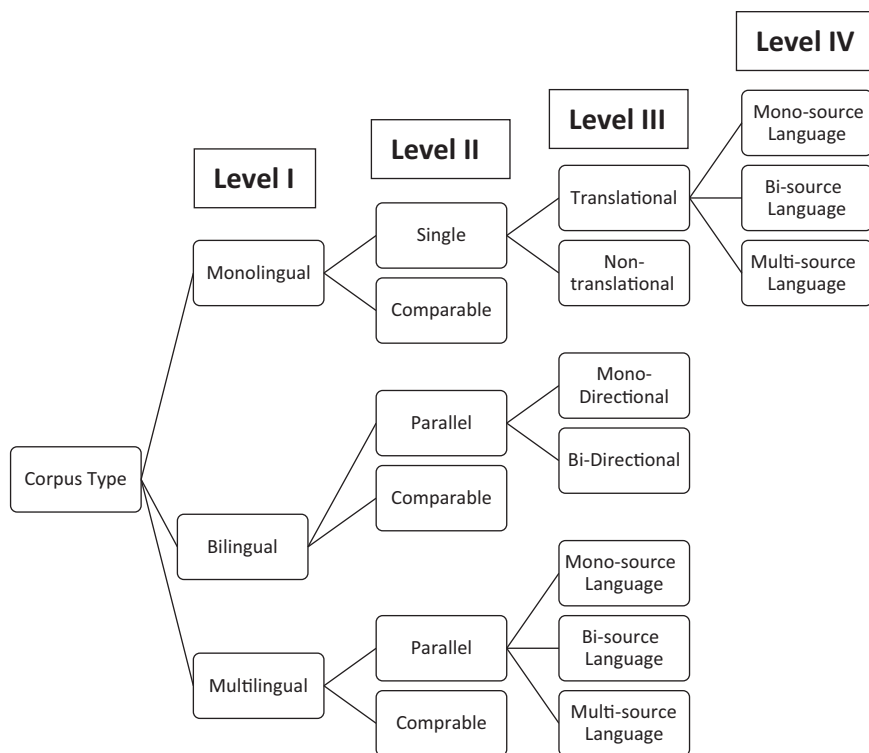 Level IV
Level III
Level II
Level I
Mono-source
Language
Bi-source
Language
Multi-source
Language
Translational
Non-
translational
Single
Comparable
Monolingual
Mono-
Directional
Bi-Directional
Parallel
Comparable
Corpus Type
Bilingual
Mono-source
Language
Bi-source
Language
Multi-source
Language
Parallel
Comprable
Multilingual